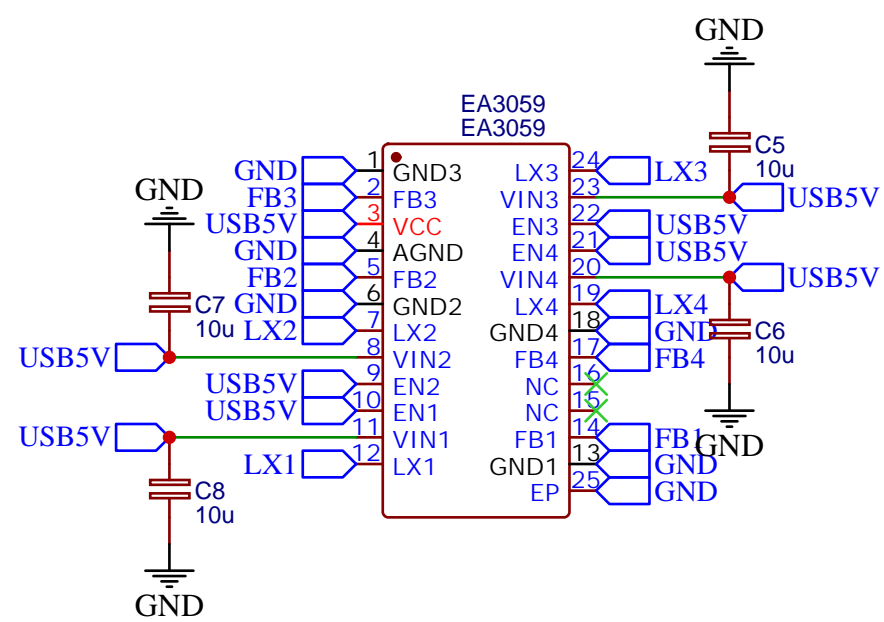 GND
EA3059
EA3059
C5
10u
GND 1 GND3 LX3 24 LX3
FB3 2 FB3 VIN3 23 USB5V
GND
USB5V 3 VCC EN3 22 USB5V
GND 4 AGND EN4 21 USB5V
FB2 5 FB2 VIN4 20 USB5V
C7
10u
GND 6 GND2 LX4 19 LX4
LX2 7 LX2 GND4 18 GND
C6
10u
USB5V 8 VIN2 FB4 17 FB4
USB5V 9 EN2 NC 16
USB5V 10 EN1 NC 15
USB5V 11 VIN1 FB1 14 FB1
GND
LX1 12 LX1 GND1 13 GND
EP 25 GND
C8
10u
GND